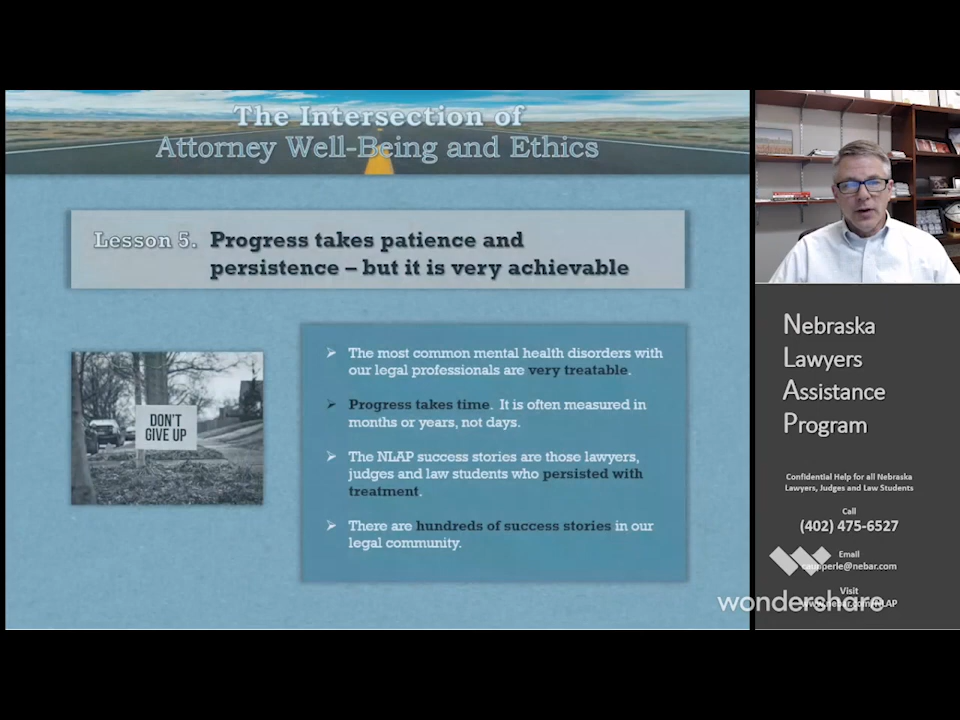 The Intersection of
Attorney Well-Being and Ethics
Lesson 5. Progress takes patience and
persistence – but it is very achievable
DON'T
GIVE UP
➢ The most common mental health disorders with
our legal professionals are very treatable.
➢ Progress takes time. It is often measured in
months or years, not days.
➢ The NLAP success stories are those lawyers,
judges and law students who persisted with
treatment.
➢ There are hundreds of success stories in our
legal community.
Nebraska
Lawyers
Assistance
Program
Confidential Help for all Nebraska
Lawyers, Judges and Law Students
Call
(402) 475-6527
Email
Visit
wondershare